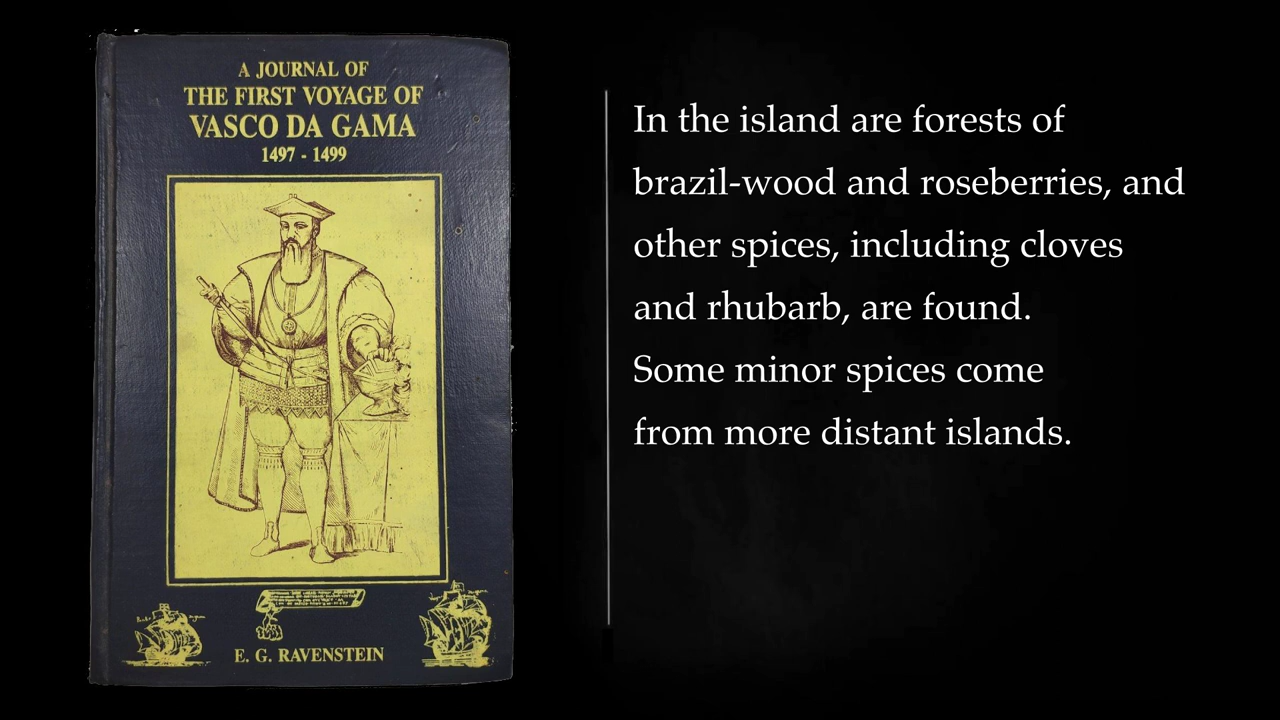 A JOURNAL OF
THE FIRST VOYAGE OF
VASCO DA GAMA
1497 - 1499
E. G. RAVENSTEIN
In the island are forests of
brazil-wood and roseberries, and
other spices, including cloves
and rhubarb, are found.
Some minor spices come
from more distant islands.